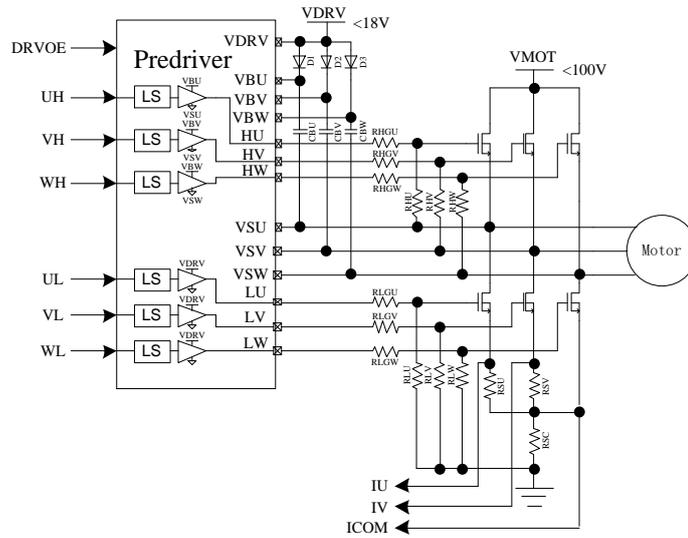 VDRV
<18V
DRVOE
Predriver
VDRV
D1
D2
D3
VMOT
<100V
VBU
VBV
VBW
UH
LS
VBU
VSU
CBU
CBV
CBW
VH
LS
VBV
VSV
HU
RHGU
HV
RHGV
WH
LS
VBW
VSW
HW
RHGW
RHU
RHV
RHW
VSU
VSV
Motor
VSW
UL
LS
VDRV
LU
RLGU
VL
LS
VDRV
LV
RLGV
WL
LS
VDRV
LW
RLGW
RLU
RLV
RLW
RSU
RSV
RSC
IU
IV
ICOM